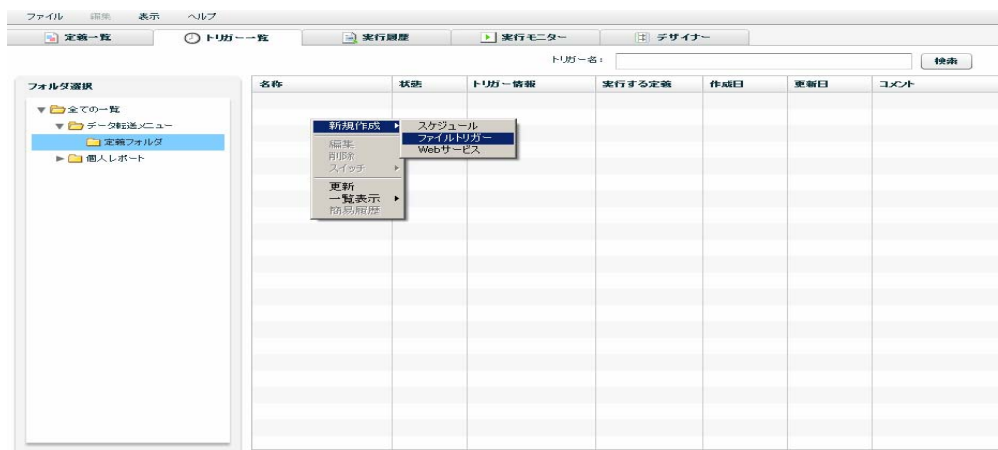 ファイル 編集 表示 ヘルプ
定義一覧 トリガー一覧 実行履歴 実行モニター デザイナー
トリガー名： 検索
フォルダ選択 名称 状態 トリガー情報 実行する定義 作成日 更新日 コメント
全ての一覧
データ転送メニュー
定義フォルダ
個人レポート
新規作成 スケジュール
ファイルトリガー
Webサービス
編集
削除
スイッチ
更新
一覧表示
簡易履歴